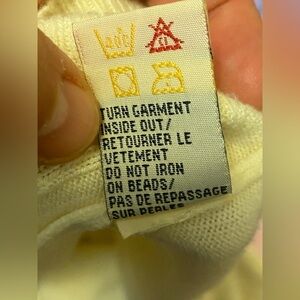 TURN GARMENT
INSIDE OUT/
RETOURNER LE
VETEMENT
DO NOT IRON
ON BEADS/
PAS DE REPASSAGE
SUR PERLES